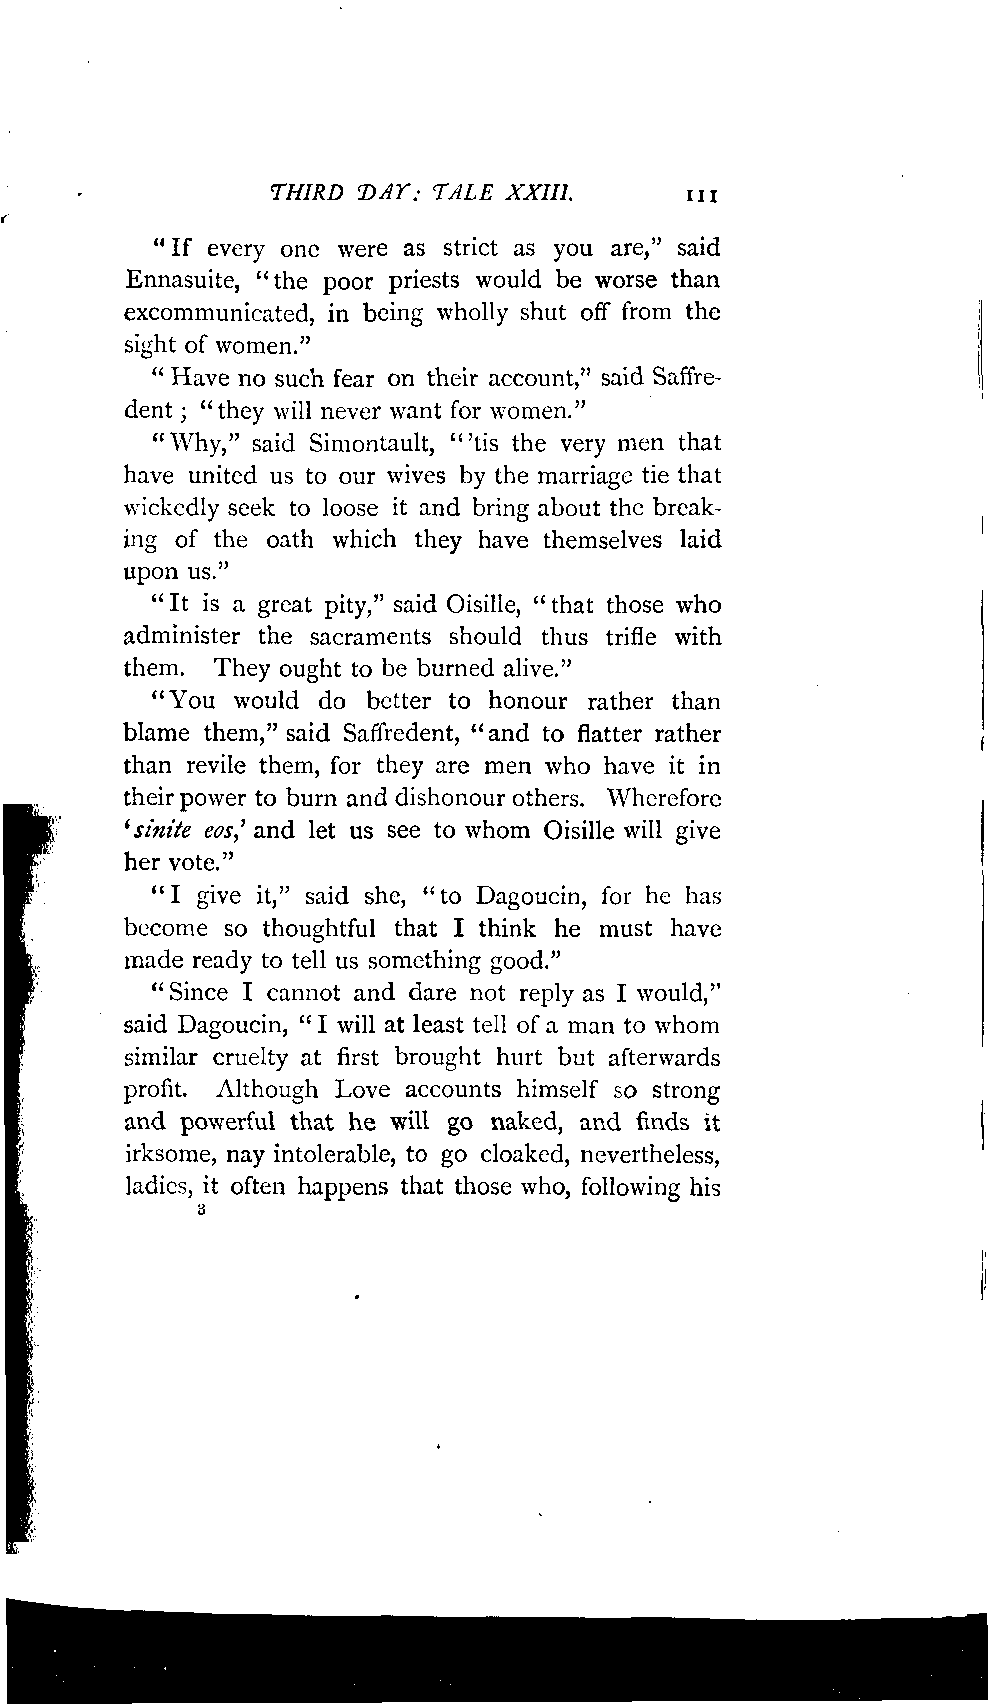 THIRD DAY: TALE XXIII. 111
“If every one were as strict as you are,” said
Ennasuite, “the poor priests would be worse than
excommunicated, in being wholly shut off from the
sight of women.”
“Have no such fear on their account,” said Saffre-
dent; “they will never want for women.”
“Why,” said Simontault, “’tis the very men that
have united us to our wives by the marriage tie that
wickedly seek to loose it and bring about the break-
ing of the oath which they have themselves laid
upon us.”
“It is a great pity,” said Oisille, “that those who
administer the sacraments should thus trifle with
them. They ought to be burned alive.”
“You would do better to honour rather than
blame them,” said Saffredent, “and to flatter rather
than revile them, for they are men who have it in
their power to burn and dishonour others. Wherefore
‘sinite eos,’ and let us see to whom Oisille will give
her vote.”
“I give it,” said she, “to Dagoucin, for he has
become so thoughtful that I think he must have
made ready to tell us something good.”
“Since I cannot and dare not reply as I would,”
said Dagoucin, “I will at least tell of a man to whom
similar cruelty at first brought hurt but afterwards
profit. Although Love accounts himself so strong
and powerful that he will go naked, and finds it
irksome, nay intolerable, to go cloaked, nevertheless,
ladies, it often happens that those who, following his
3